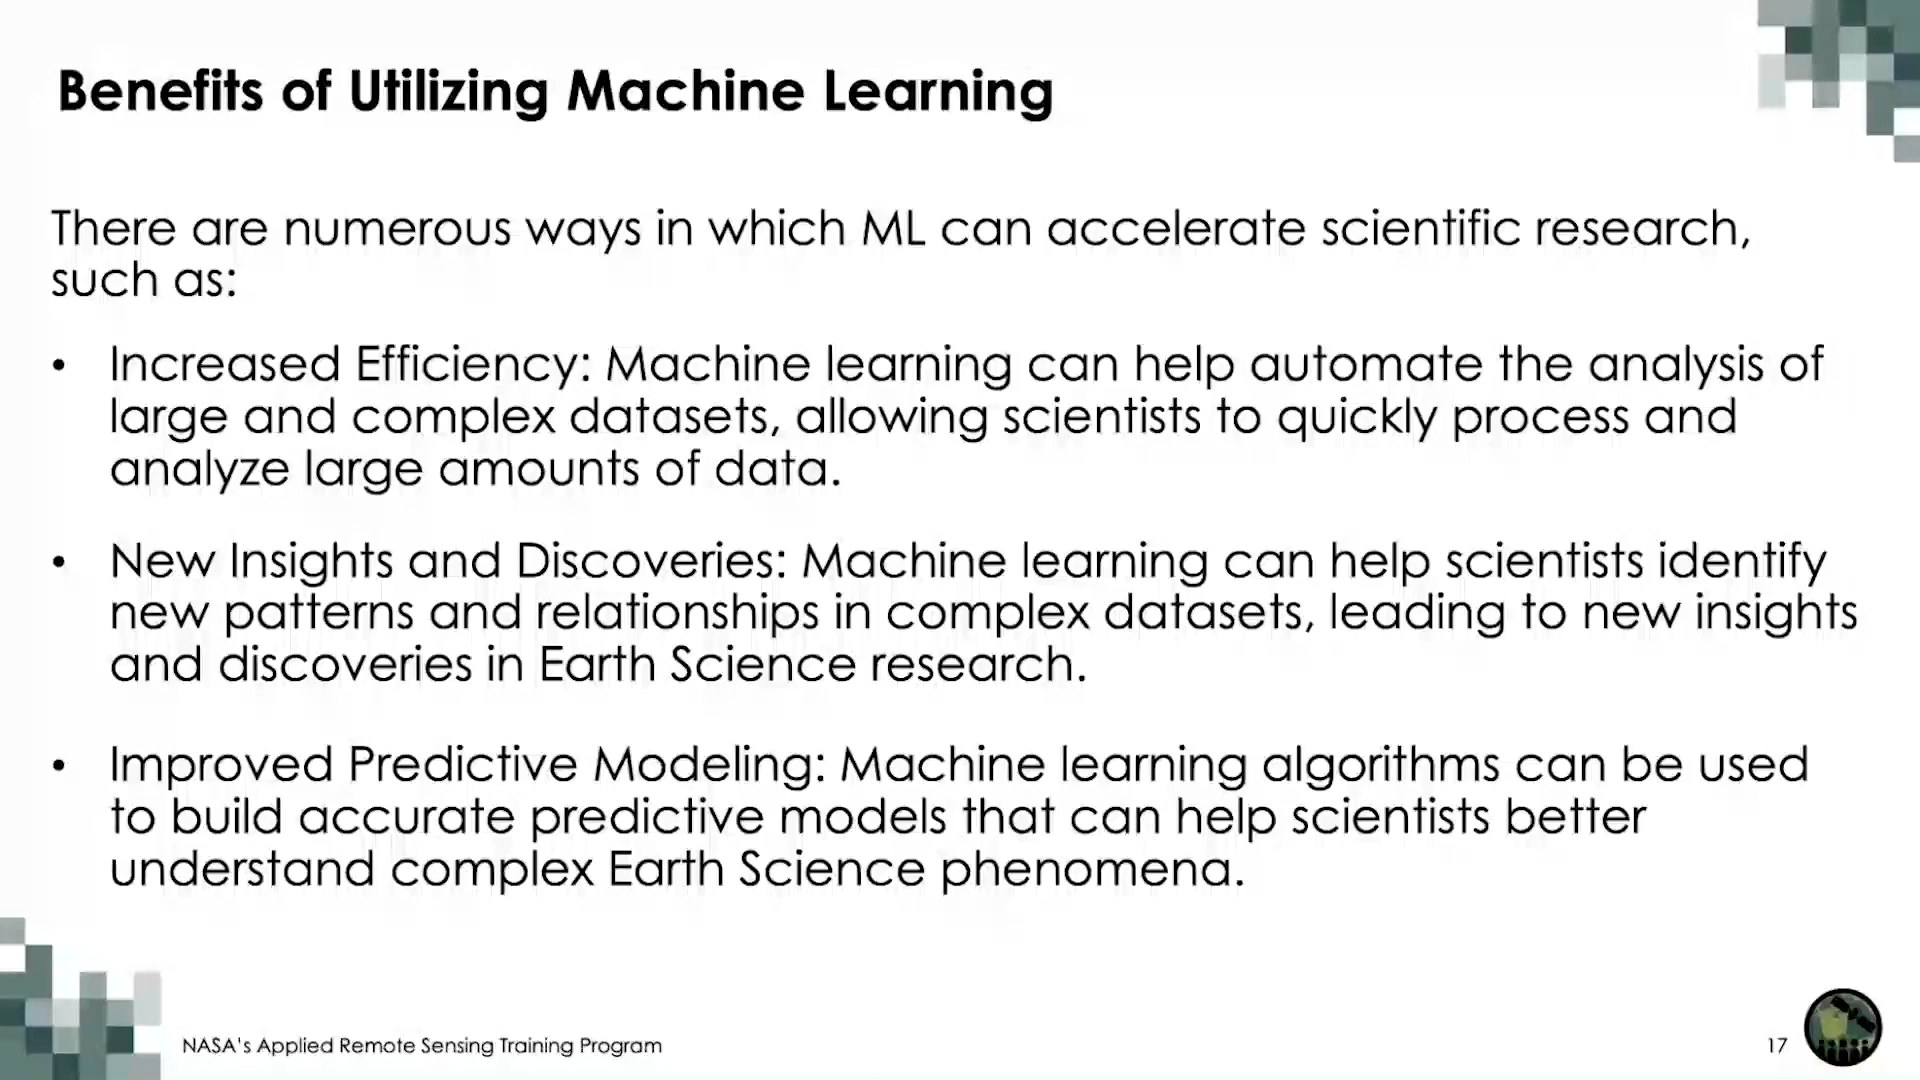 Benefits of Utilizing Machine Learning
There are numerous ways in which ML can accelerate scientific research,
such as:
• Increased Efficiency: Machine learning can help automate the analysis of
large and complex datasets, allowing scientists to quickly process and
analyze large amounts of data.
• New Insights and Discoveries: Machine learning can help scientists identify
new patterns and relationships in complex datasets, leading to new insights
and discoveries in Earth Science research.
• Improved Predictive Modeling: Machine learning algorithms can be used
to build accurate predictive models that can help scientists better
understand complex Earth Science phenomena.
NASA's Applied Remote Sensing Training Program
17